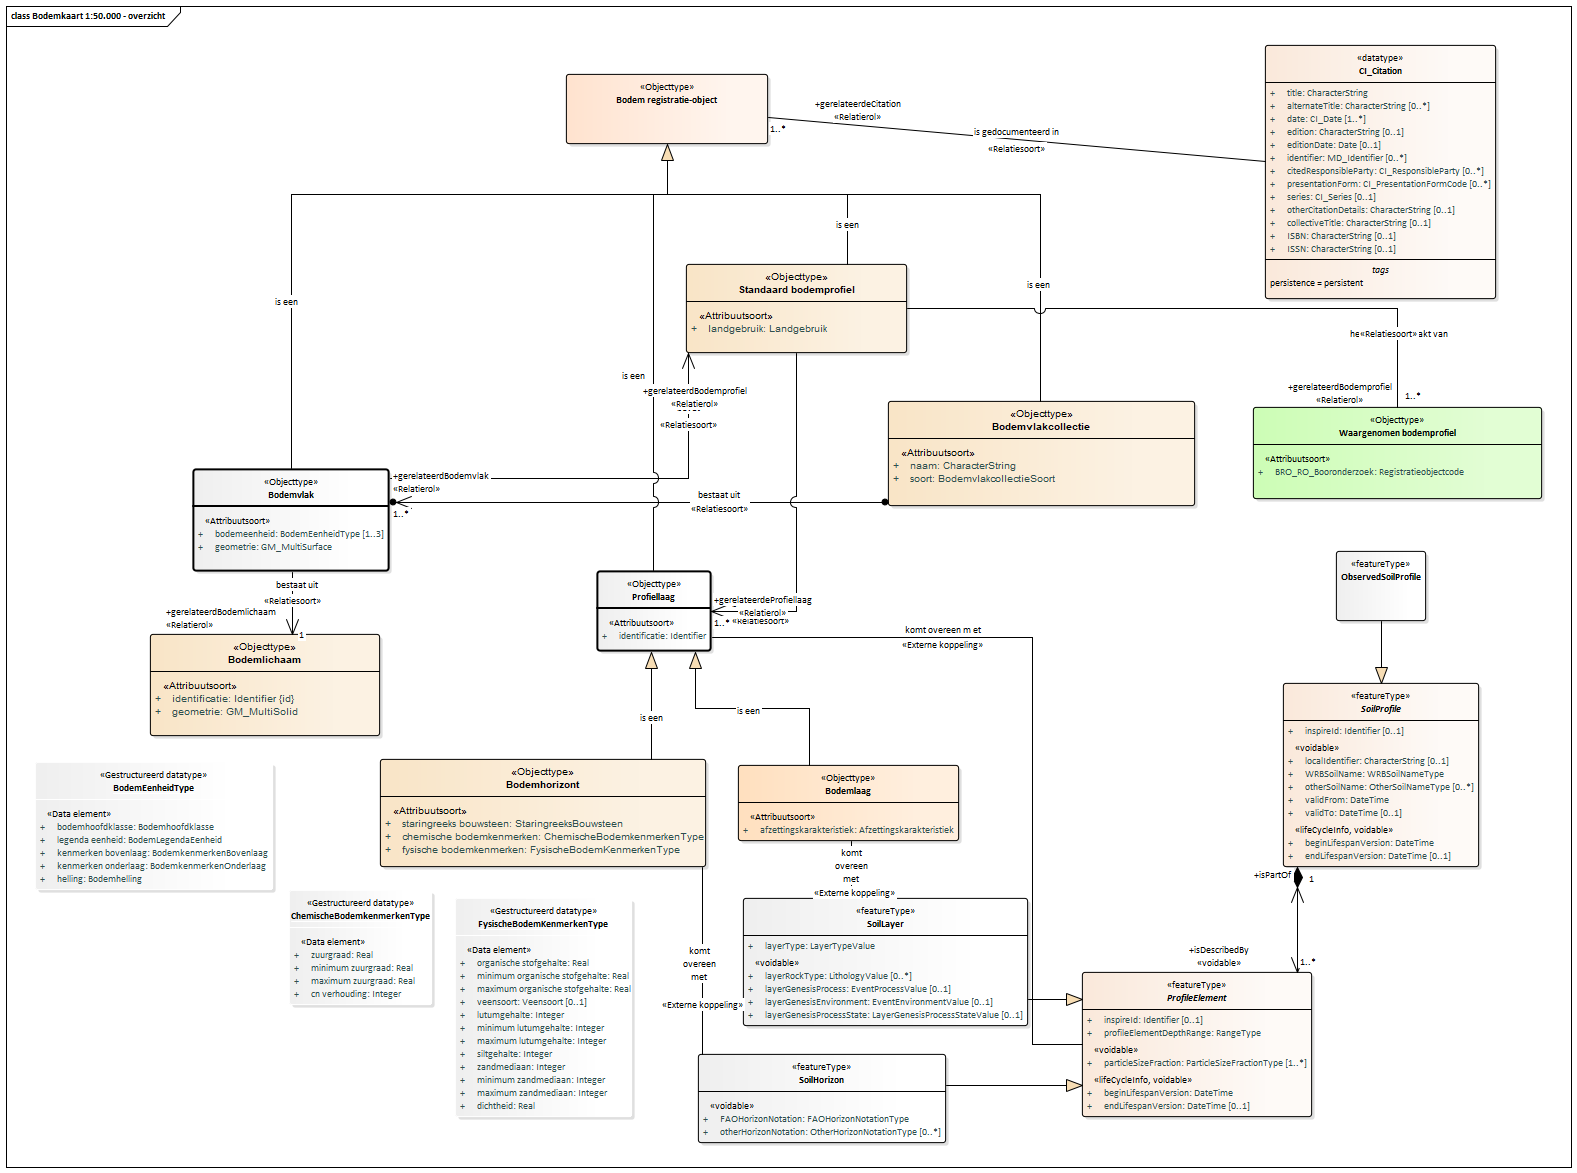 class Bodemkaart 1:50.000 - overzicht
«Objecttype»
Bodem registratie-object
+gerelateerdeCitation
«Relatierol»
1..*
is gedocumenteerd in
«Relatiesoort»
«datatype»
CI_Citation
+ title: CharacterString
+ alternateTitle: CharacterString [0..*]
+ date: CI_Date [1..*]
+ edition: CharacterString [0..1]
+ editionDate: Date [0..1]
+ identifier: MD_Identifier [0..*]
+ citedResponsibleParty: CI_ResponsibleParty [0..*]
+ presentationForm: CI_PresentationFormCode [0..*]
+ series: CI_Series [0..1]
+ otherCitationDetails: CharacterString [0..1]
+ collectiveTitle: CharacterString [0..1]
+ ISBN: CharacterString [0..1]
+ ISSN: CharacterString [0..1]
tags
persistence = persistent
is een
is een
is een
is een
«Objecttype»
Standaard bodemprofiel
«Attribuutsoort»
+ landgebruik: Landgebruik
he«Relatiesoort»akt van
+gerelateerdBodemprofiel
«Relatierol»
1..*
+gerelateerdBodemprofiel
«Relatierol»
«Relatiesoort»
«Objecttype»
Bodemvlakcollectie
«Attribuutsoort»
+ naam: CharacterString
+ soort: BodemvlakcollectieSoort
«Objecttype»
Waargenomen bodemprofiel
«Attribuutsoort»
+ BRO_RO_Booronderzoek: Registratieobjectcode
«Objecttype»
Bodemvlak
«Attribuutsoort»
+ bodemeenheid: BodemEenheidType [1..3]
+ geometrie: GM_MultiSurface
+gerelateerdBodemvlak
«Relatierol»
1..*
bestaat uit
«Relatiesoort»
bestaat uit
«Relatiesoort»
+gerelateerdBodemlichaam
«Relatierol»
1
«Objecttype»
Bodemlichaam
«Attribuutsoort»
+ identificatie: Identifier {id}
+ geometrie: GM_MultiSolid
«Objecttype»
Profiellaag
«Attribuutsoort»
+ identificatie: Identifier
+gerelateerdeProfiellaag
«Relatierol»
1..* «Relatiesoort»
komt overeen m et
«Externe koppeling»
«featureType»
ObservedSoilProfile
is een
is een
«featureType»
SoilProfile
+ inspireId: Identifier [0..1]
«voidable»
+ localIdentifier: CharacterString [0..1]
+ WRBSoilName: WRBSoilNameType
+ otherSoilName: OtherSoilNameType [0..*]
+ validFrom: DateTime
+ validTo: DateTime [0..1]
«lifeCycleInfo, voidable»
+ beginLifespanVersion: DateTime
+ endLifespanVersion: DateTime [0..1]
«Gestructureerd datatype»
BodemEenheidType
«Data element»
+ bodemhoofdklasse: Bodemhoofdklasse
+ legenda eenheid: BodemLegendaEenheid
+ kenmerken bovenlaag: BodemkenmerkenBovenlaag
+ kenmerken onderlaag: BodemkenmerkenOnderlaag
+ helling: Bodemhelling
«Objecttype»
Bodemhorizont
«Attribuutsoort»
+ staringreeks bouwsteen: StaringreeksBouwsteen
+ chemische bodemkenmerken: ChemischeBodemkenmerkenType
+ fysische bodemkenmerken: FysischeBodemKenmerkenType
«Objecttype»
Bodemlaag
«Attribuutsoort»
+ afzettingskarakteristiek: Afzettingskarakteristiek
komt
overeen
met
«Externe koppeling»
+isPartOf
1
«Gestructureerd datatype»
ChemischeBodemkenmerkenType
«Data element»
+ zuurgraad: Real
+ minimum zuurgraad: Real
+ maximum zuurgraad: Real
+ cn verhouding: Integer
«Gestructureerd datatype»
FysischeBodemKenmerkenType
«Data element»
+ organische stofgehalte: Real
+ minimum organische stofgehalte: Real
+ maximum organische stofgehalte: Real
+ veensoort: Veensoort [0..1]
+ lutumgehalte: Integer
+ minimum lutumgehalte: Integer
+ maximum lutumgehalte: Integer
+ siltgehalte: Integer
+ zandmediaan: Integer
+ minimum zandmediaan: Integer
+ maximum zandmediaan: Integer
+ dichtheid: Real
komt
overeen
met
«Externe koppeling»
«featureType»
SoilLayer
+ layerType: LayerTypeValue
«voidable»
+ layerRockType: LithologyValue [0..*]
+ layerGenesisProcess: EventProcessValue [0..1]
+ layerGenesisEnvironment: EventEnvironmentValue [0..1]
+ layerGenesisProcessState: LayerGenesisProcessStateValue [0..1]
+isDescribedBy
«voidable»
1..*
«featureType»
ProfileElement
+ inspireId: Identifier [0..1]
+ profileElementDepthRange: RangeType
«voidable»
+ particleSizeFraction: ParticleSizeFractionType [1..*]
«lifeCycleInfo, voidable»
+ beginLifespanVersion: DateTime
+ endLifespanVersion: DateTime [0..1]
«featureType»
SoilHorizon
«voidable»
+ FAOHorizonNotation: FAOHorizonNotationType
+ otherHorizonNotation: OtherHorizonNotationType [0..*]